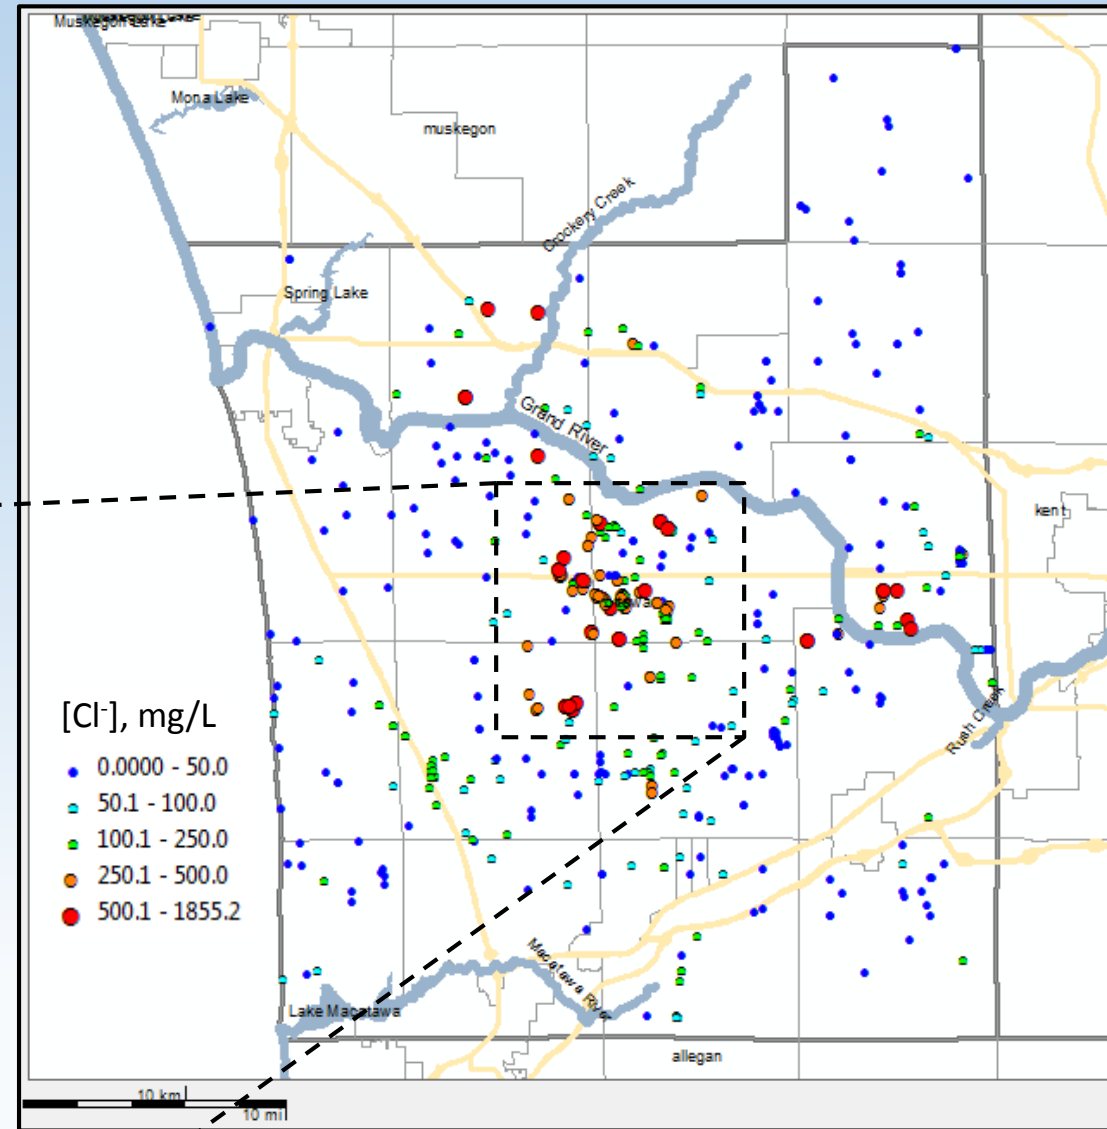 Muskegon Lake
Mona Lake
muskegon
Crockery Creek
Spring Lake
Grand River
kent
[Cl-], mg/L
0.0000 - 50.0
50.1 - 100.0
100.1 - 250.0
250.1 - 500.0
500.1 - 1855.2
Rush Creek
Macatawa River
Lake Macatawa
allegan
10 km
10 mi